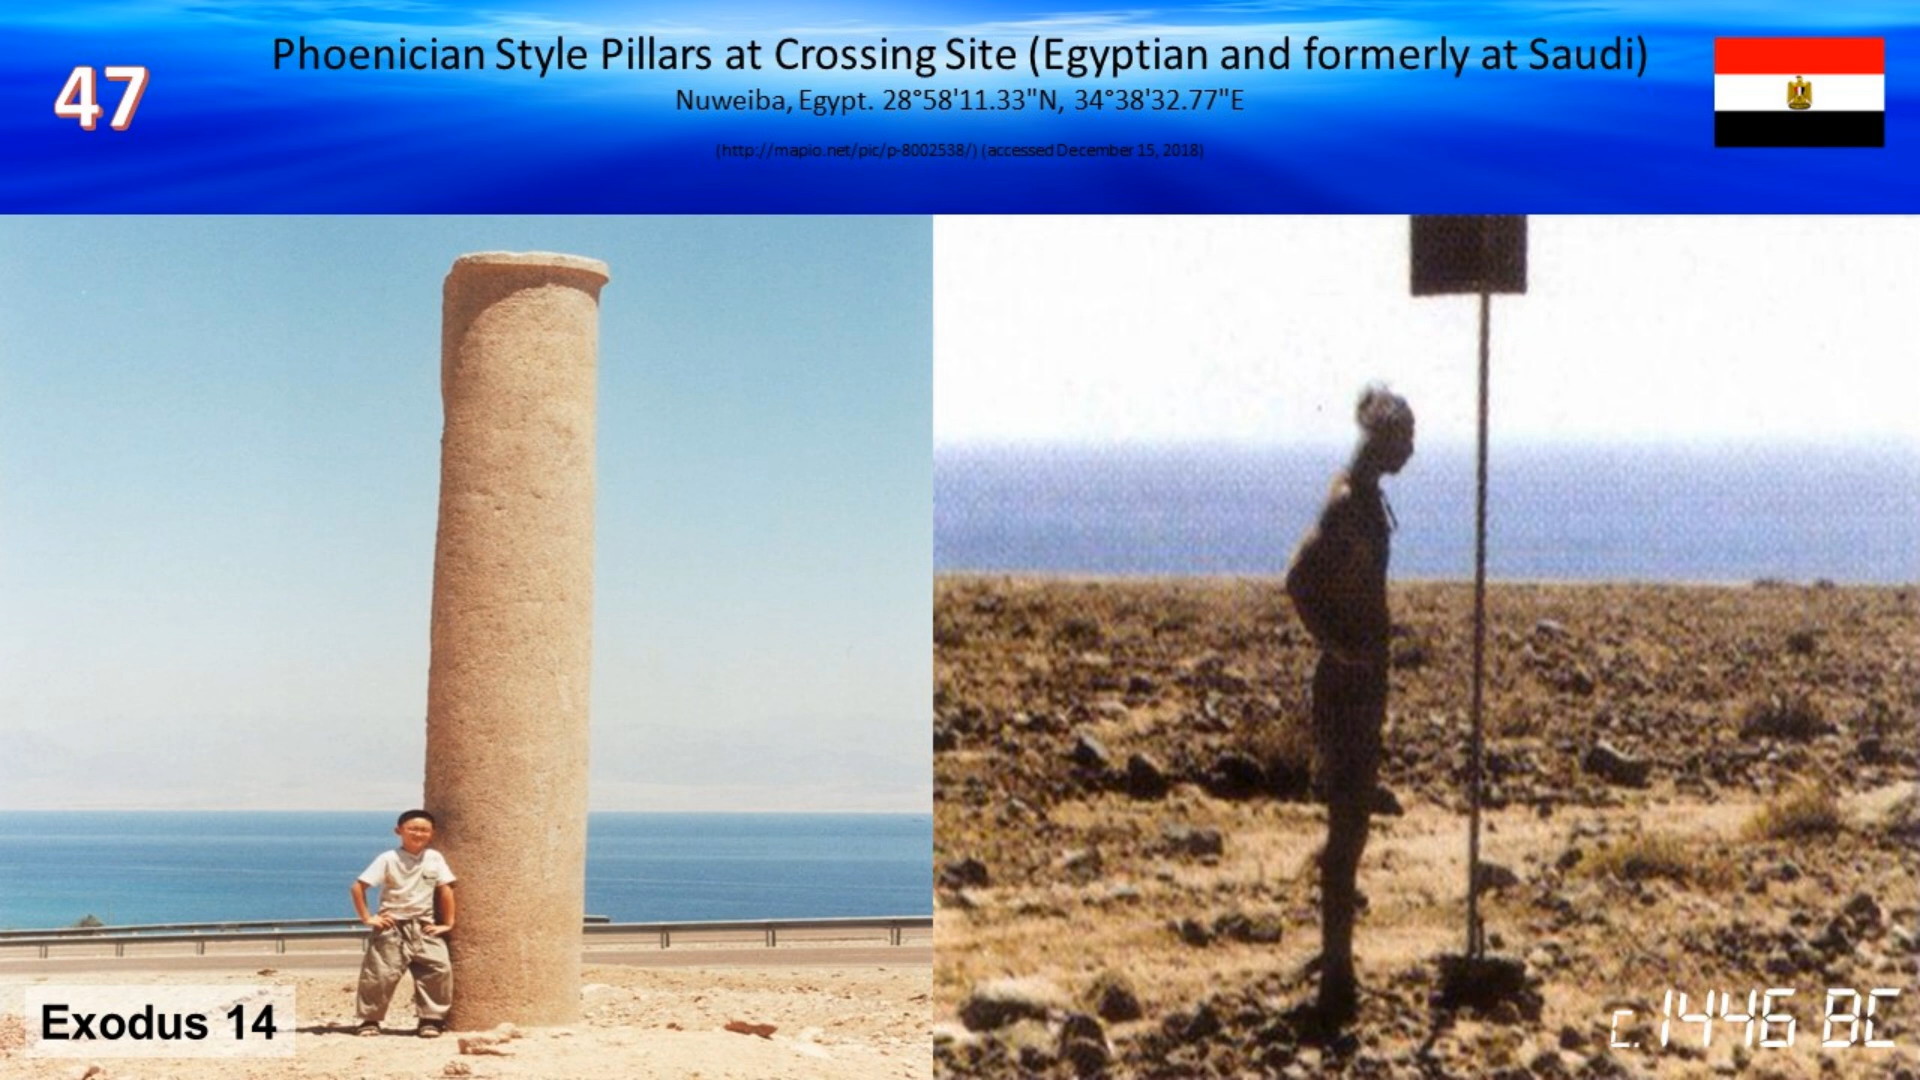 47
Phoenician Style Pillars at Crossing Site (Egyptian and formerly at Saudi)
Nuweiba, Egypt. 28°58'11.33"N, 34°38'32.77"E
(http://mapio.net/pic/p-8002538/) (accessed December 15, 2018)
Exodus 14
c.1446 BC